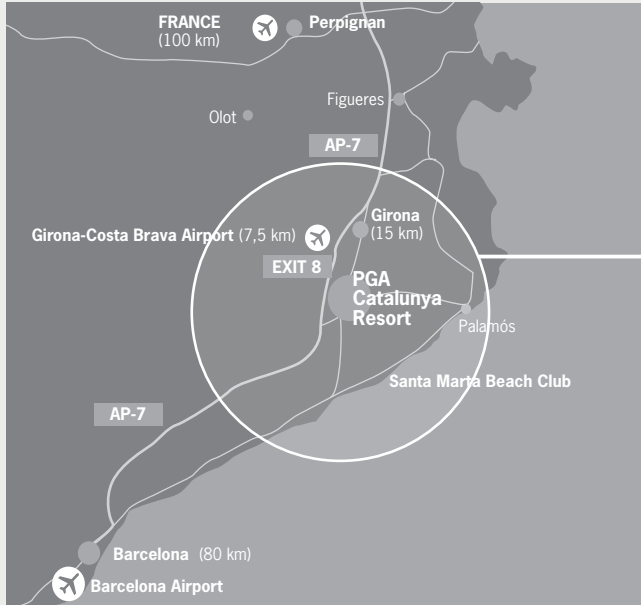 FRANCE
(100 km)
Perpignan
Figueres
Olot
AP-7
Girona
(15 km)
Girona-Costa Brava Airport (7,5 km)
EXIT 8
PGA
Catalunya
Resort
Palamós
Santa Marta Beach Club
AP-7
Barcelona (80 km)
Barcelona Airport